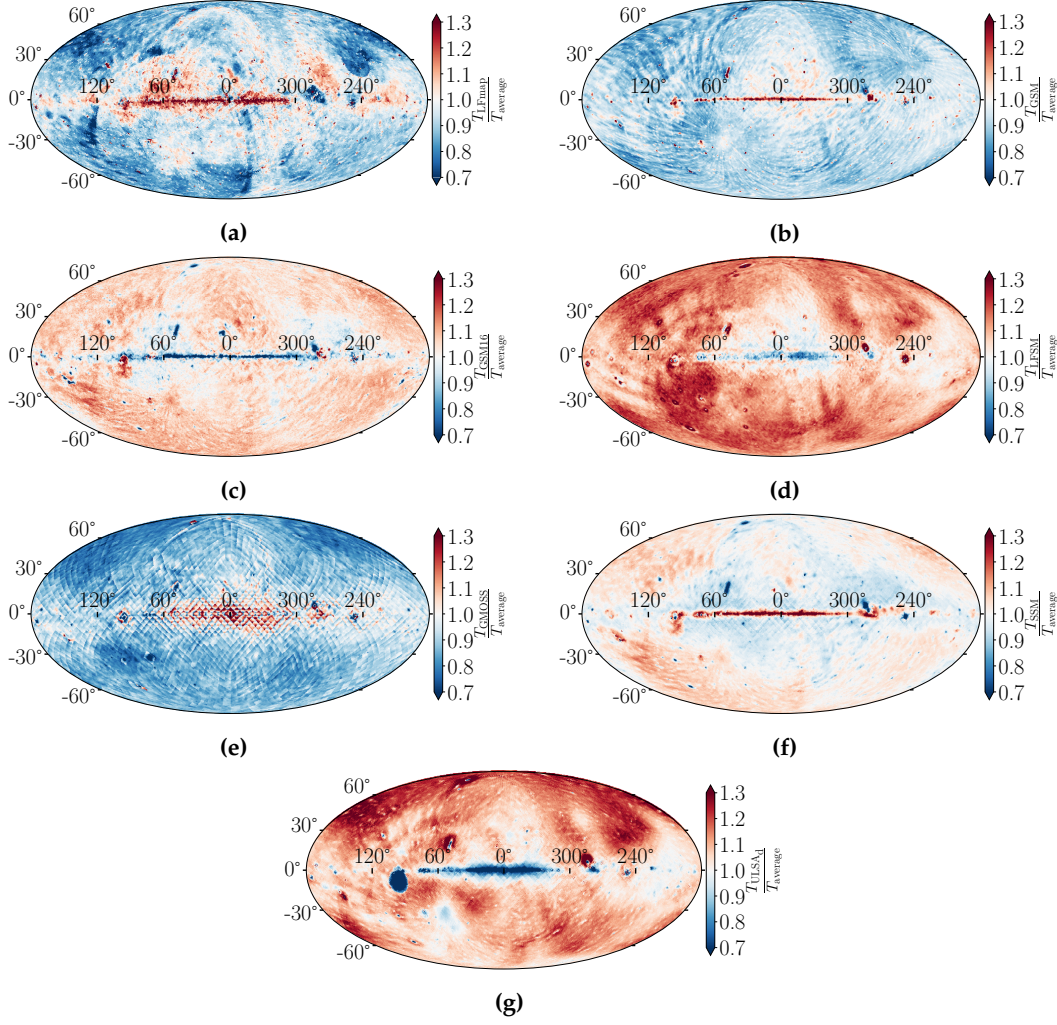 60° 1.3
30° 1.2
120° 60° 0° 300° 240° 1.1
0° 1.0 T_LFmap / T_average
-30° 0.9
0.8
-60° 0.7
(a)
60° 1.3
30° 1.2
120° 60° 0° 300° 240° 1.1
0° 1.0 T_GSM / T_average
-30° 0.9
0.8
-60° 0.7
(b)
60° 1.3
30° 1.2
120° 60° 0° 300° 240° 1.1
0° 1.0 T_GSM16 / T_average
-30° 0.9
0.8
-60° 0.7
(c)
60° 1.3
30° 1.2
120° 60° 0° 300° 240° 1.1
0° 1.0 T_LFSM / T_average
-30° 0.9
0.8
-60° 0.7
(d)
60° 1.3
30° 1.2
120° 60° 0° 300° 240° 1.1
0° 1.0 T_GMOSS / T_average
-30° 0.9
0.8
-60° 0.7
(e)
60° 1.3
30° 1.2
120° 60° 0° 300° 240° 1.1
0° 1.0 T_SSM / T_average
-30° 0.9
0.8
-60° 0.7
(f)
60° 1.3
30° 1.2
120° 60° 0° 300° 240° 1.1
0° 1.0 T_ULSA_d / T_average
-30° 0.9
0.8
-60° 0.7
(g)